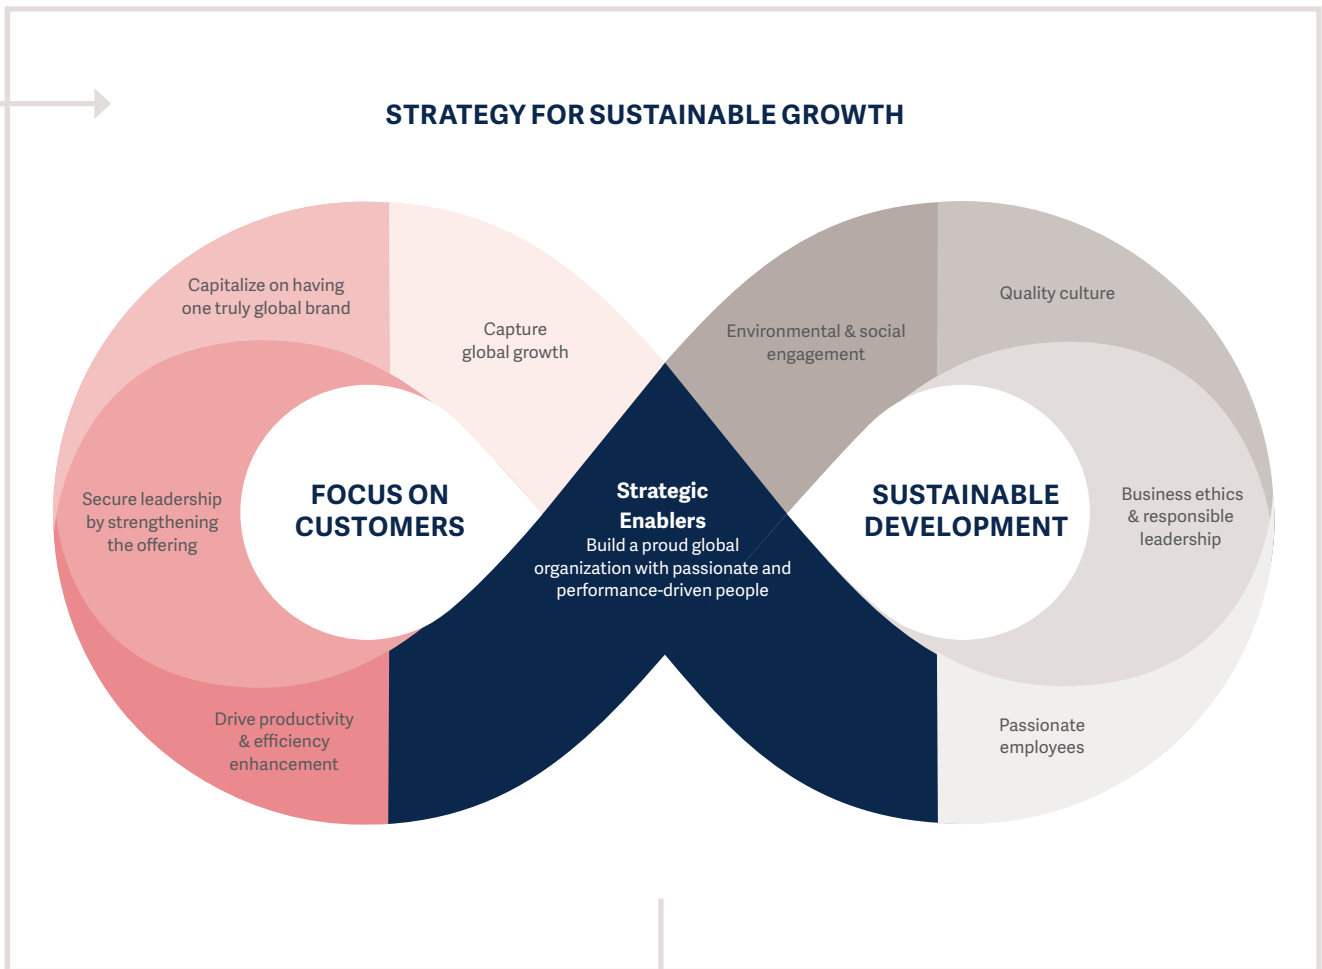 STRATEGY FOR SUSTAINABLE GROWTH
Capitalize on having
one truly global brand
Capture
global growth
Secure leadership
by strengthening
the offering
Drive productivity
& efficiency
enhancement
FOCUS ON
CUSTOMERS
Strategic
Enablers
Build a proud global
organization with passionate and
performance-driven people
Environmental & social
engagement
Quality culture
SUSTAINABLE
DEVELOPMENT
Business ethics
& responsible
leadership
Passionate
employees